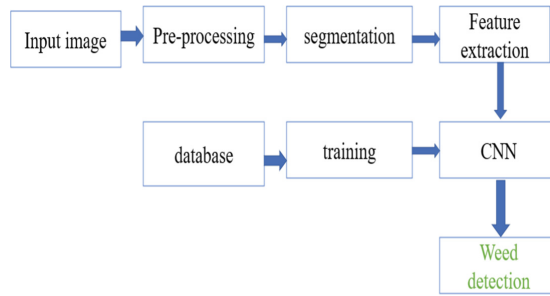 Input image
Pre-processing
segmentation
Feature
extraction
database
training
CNN
Weed
detection